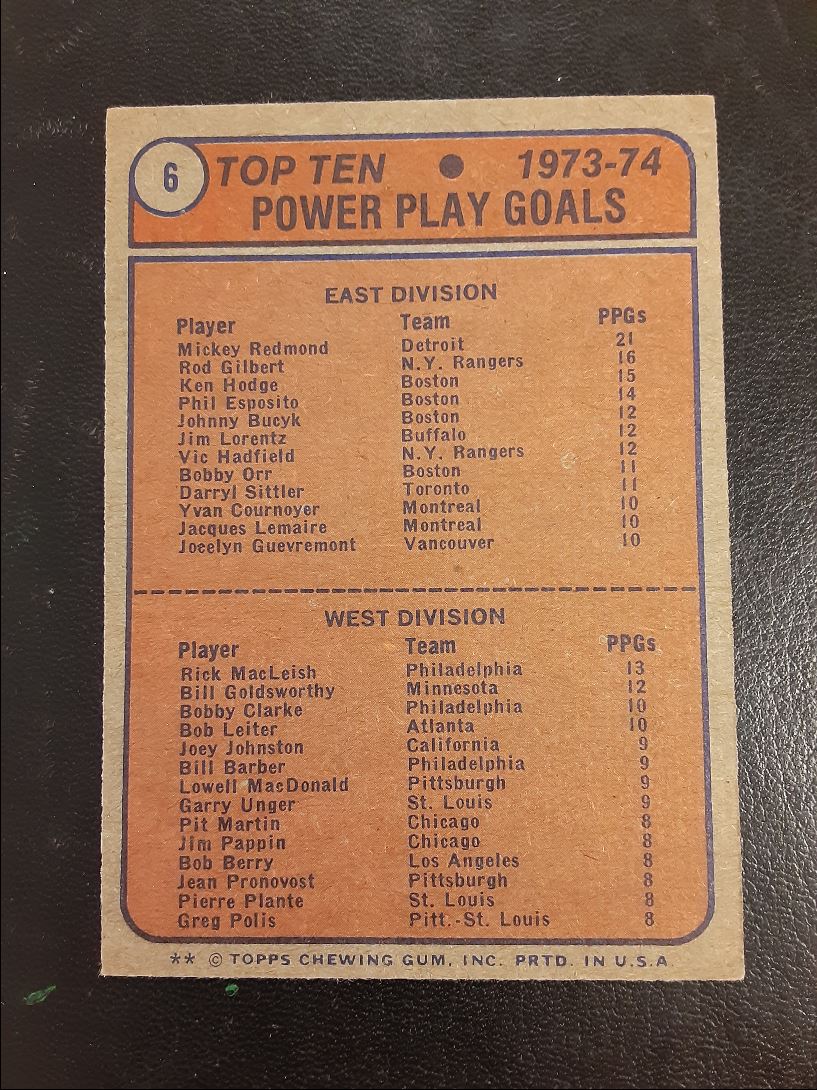 6 TOP TEN ● 1973-74
POWER PLAY GOALS
EAST DIVISION
Player Team PPGs
Mickey Redmond Detroit 21
Rod Gilbert N.Y. Rangers 16
Ken Hodge Boston 15
Phil Esposito Boston 14
Johnny Bucyk Boston 12
Jim Lorentz Buffalo 12
Vic Hadfield N.Y. Rangers 12
Bobby Orr Boston 11
Darryl Sittler Toronto 11
Yvan Cournoyer Montreal 10
Jacques Lemaire Montreal 10
Jocelyn Guevremont Vancouver 10
WEST DIVISION
Player Team PPGs
Rick MacLeish Philadelphia 13
Bill Goldsworthy Minnesota 12
Bobby Clarke Philadelphia 10
Bob Leiter Atlanta 10
Joey Johnston California 9
Bill Barber Philadelphia 9
Lowell MacDonald Pittsburgh 9
Garry Unger St. Louis 9
Pit Martin Chicago 8
Jim Pappin Chicago 8
Bob Berry Los Angeles 8
Jean Pronovost Pittsburgh 8
Pierre Plante St. Louis 8
Greg Polis Pitt.-St. Louis 8
** © TOPPS CHEWING GUM, INC. PRTD. IN U.S.A.